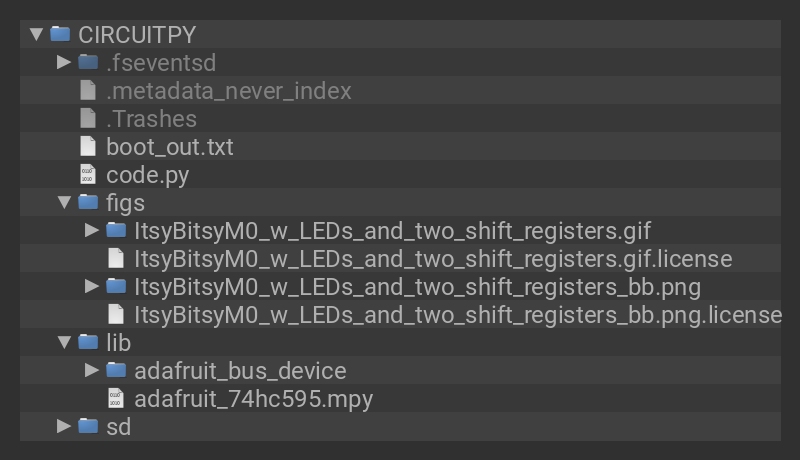 CIRCUITPY
.fseventsd
.metadata_never_index
.Trashes
boot_out.txt
code.py
figs
ItsyBitsyM0_w_LEDs_and_two_shift_registers.gif
ItsyBitsyM0_w_LEDs_and_two_shift_registers.gif.license
ItsyBitsyM0_w_LEDs_and_two_shift_registers_bb.png
ItsyBitsyM0_w_LEDs_and_two_shift_registers_bb.png.license
lib
adafruit_bus_device
adafruit_74hc595.mpy
sd